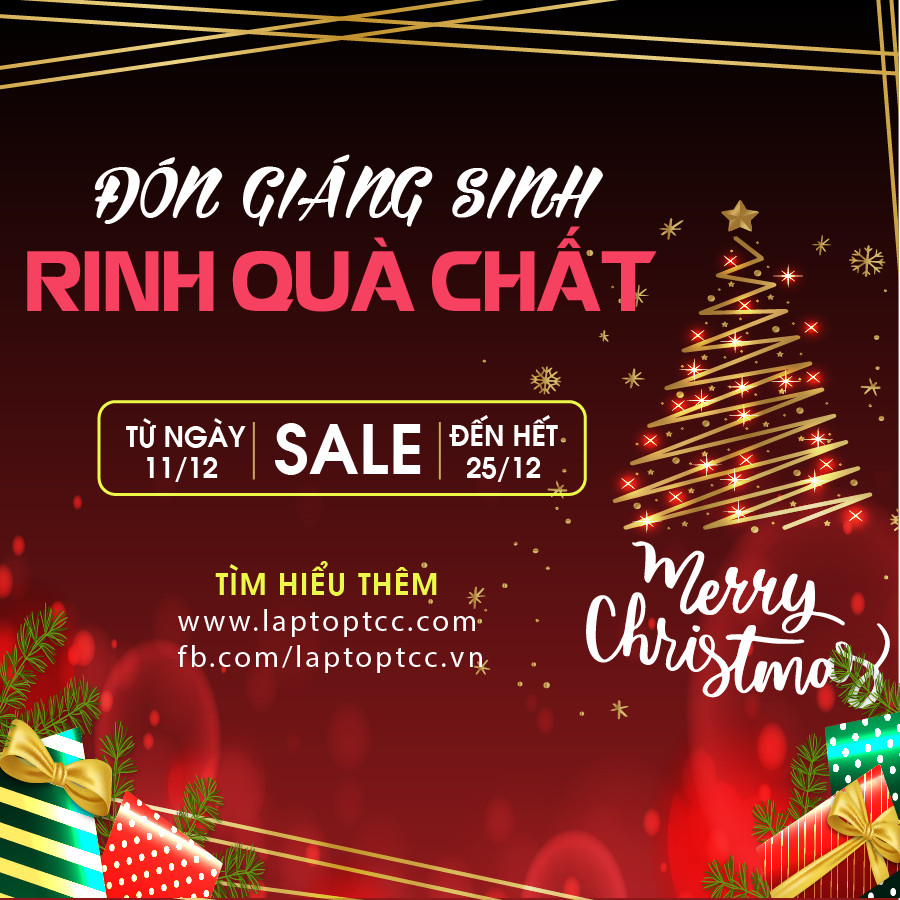 ĐÓN GIÁNG SINH
RINH QUÀ CHẤT
TỪ NGÀY
11/12
SALE
ĐẾN HẾT
25/12
TÌM HIỂU THÊM
www.laptoptcc.com
fb.com/laptoptcc.vn
Merry
Christmas